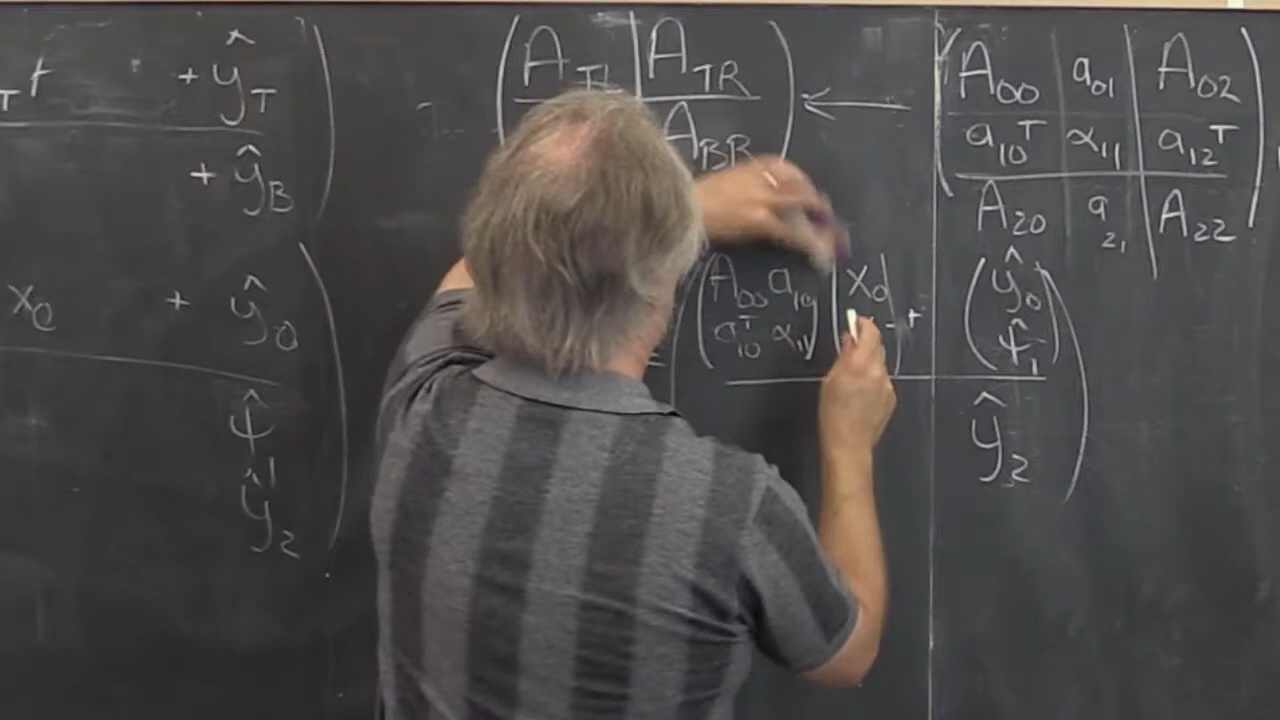 + ŷ_T
+ ŷ_B
x_0 + ŷ_0
ψ̂_1
ŷ_2
A_TL A_TR
A_BR
←
A_00 a_01 A_02
a_10^T α_11 a_12^T
A_20 a_21 A_22
A_00 a_10 x_0 + ŷ_0
a_10^T α_11 ψ̂_1
ŷ_2